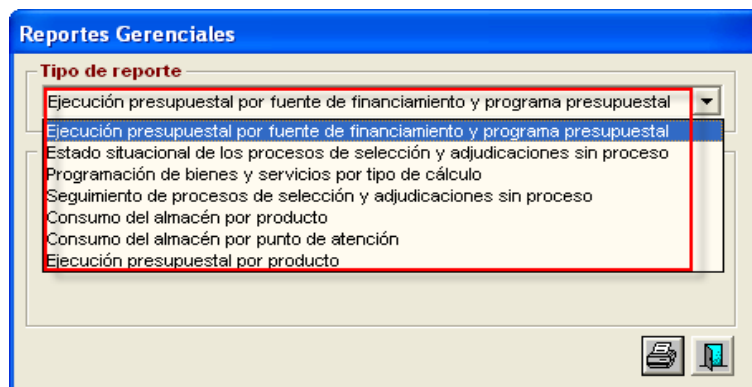 Reportes Gerenciales
Tipo de reporte
Ejecución presupuestal por fuente de financiamiento y programa presupuestal
Ejecución presupuestal por fuente de financiamiento y programa presupuestal
Estado situacional de los procesos de selección y adjudicaciones sin proceso
Programación de bienes y servicios por tipo de cálculo
Seguimiento de procesos de selección y adjudicaciones sin proceso
Consumo del almacén por producto
Consumo del almacén por punto de atención
Ejecución presupuestal por producto